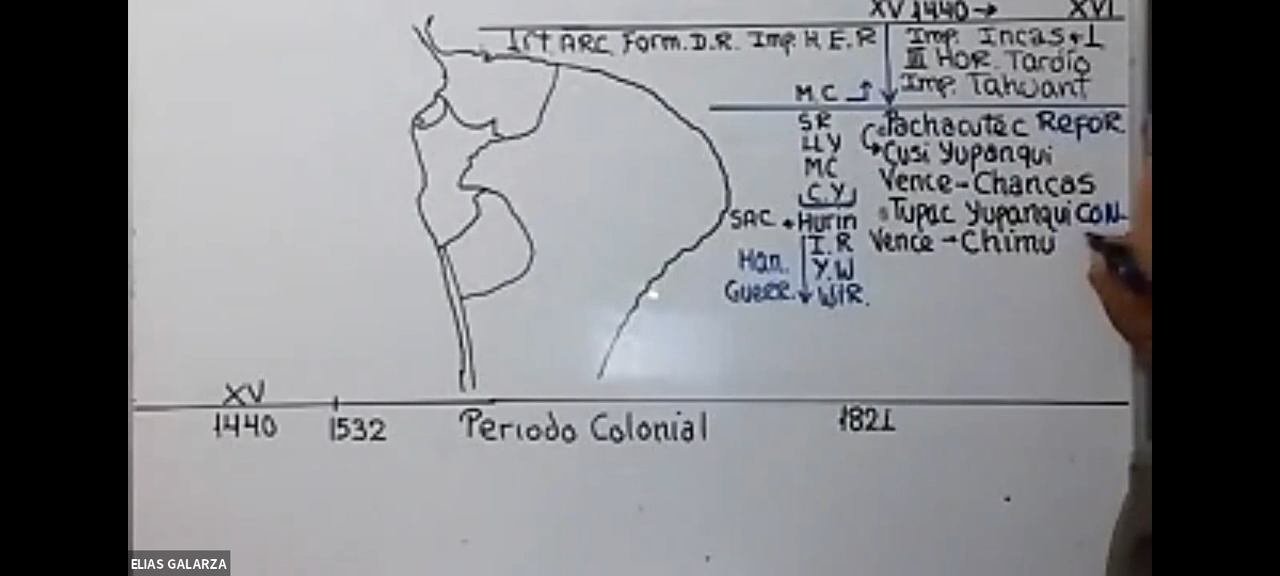 XV 1440 → XVI
1rt ARC Form. D.R. Imp. H E.R
Imp. Incas + 1
III HOR. Tardío
Imp. Tahuant
M.C
SR
LLY
MC
C.Y
SAC • Hurin
I.R
Han. Y.W
Guerr. WIR.
• Pachacutec REFOR
Cusi Yupanqui
Vence - Chancas
• Tupac Yupanqui CON-
Vence - Chimu
XV
1440 1532 Periodo Colonial 1821
ELIAS GALARZA